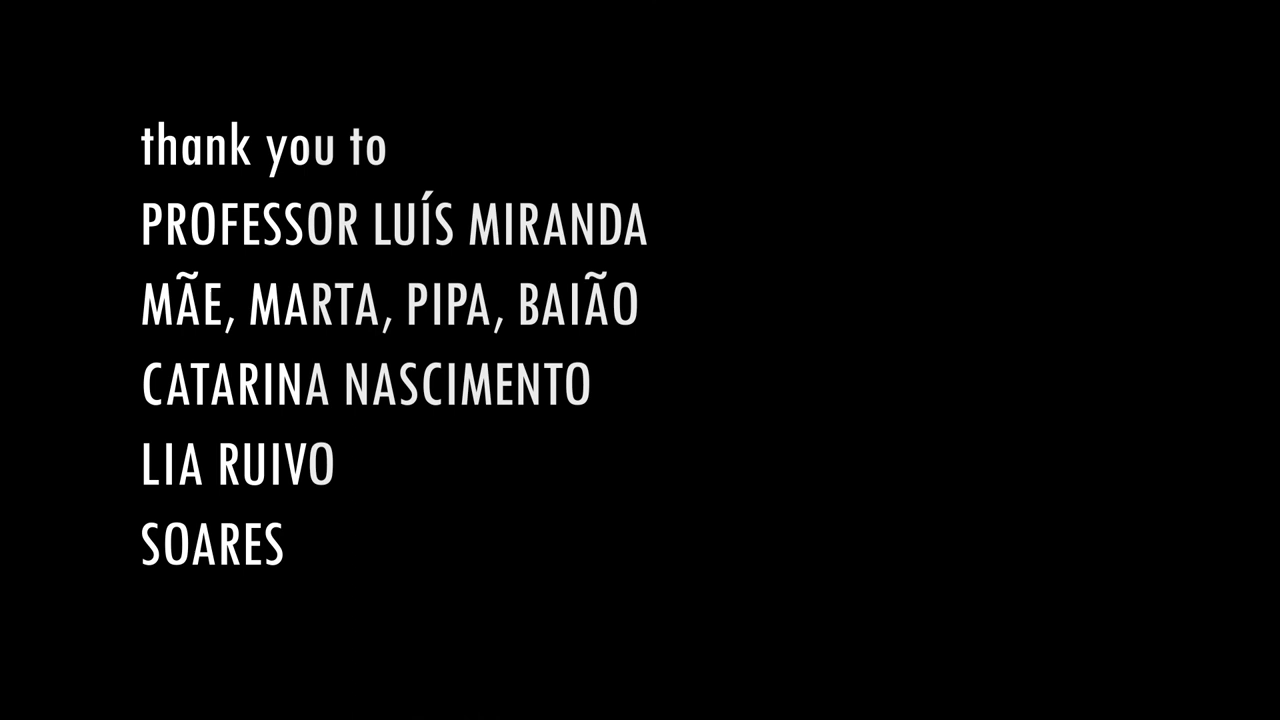 thank you to
PROFESSOR LUÍS MIRANDA
MÃE, MARTA, PIPA, BAIÃO
CATARINA NASCIMENTO
LIA RUIVO
SOARES